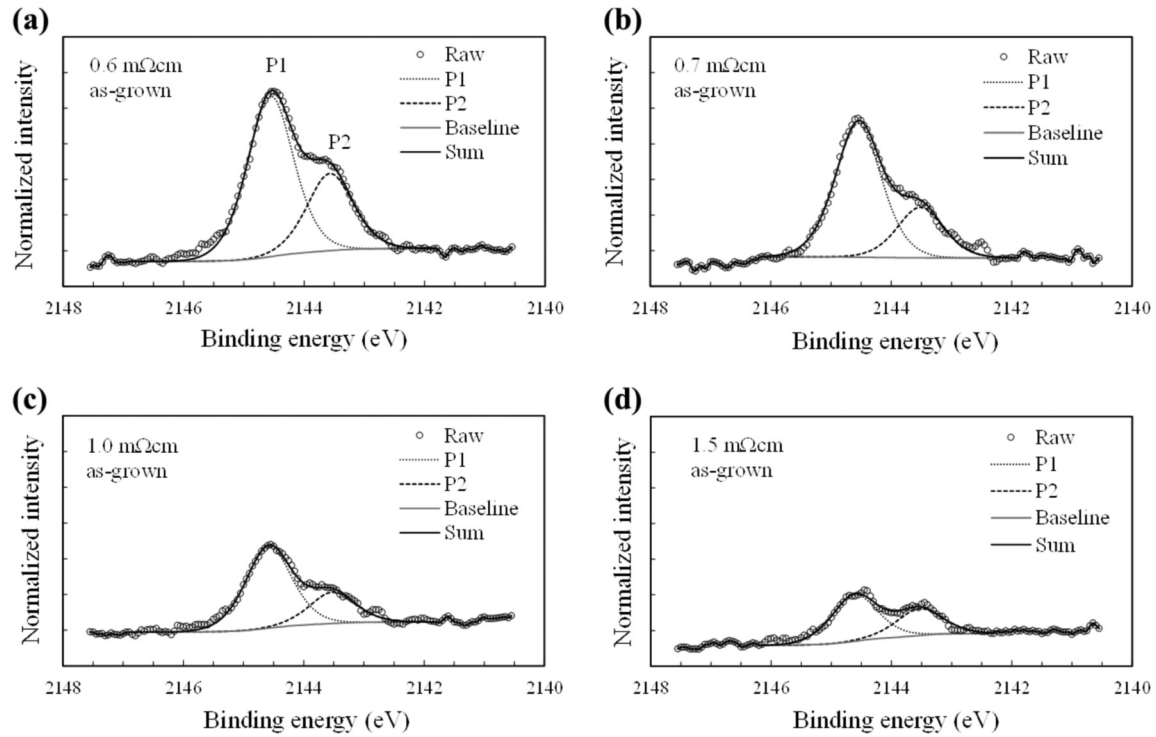 (a)
Normalized intensity
0.6 mΩcm
as-grown
P1
P2
Raw
P1
P2
Baseline
Sum
2148
2146
2144
2142
2140
Binding energy (eV)
(b)
Normalized intensity
0.7 mΩcm
as-grown
Raw
P1
P2
Baseline
Sum
2148
2146
2144
2142
2140
Binding energy (eV)
(c)
Normalized intensity
1.0 mΩcm
as-grown
Raw
P1
P2
Baseline
Sum
2148
2146
2144
2142
2140
Binding energy (eV)
(d)
Normalized intensity
1.5 mΩcm
as-grown
Raw
P1
P2
Baseline
Sum
2148
2146
2144
2142
2140
Binding energy (eV)